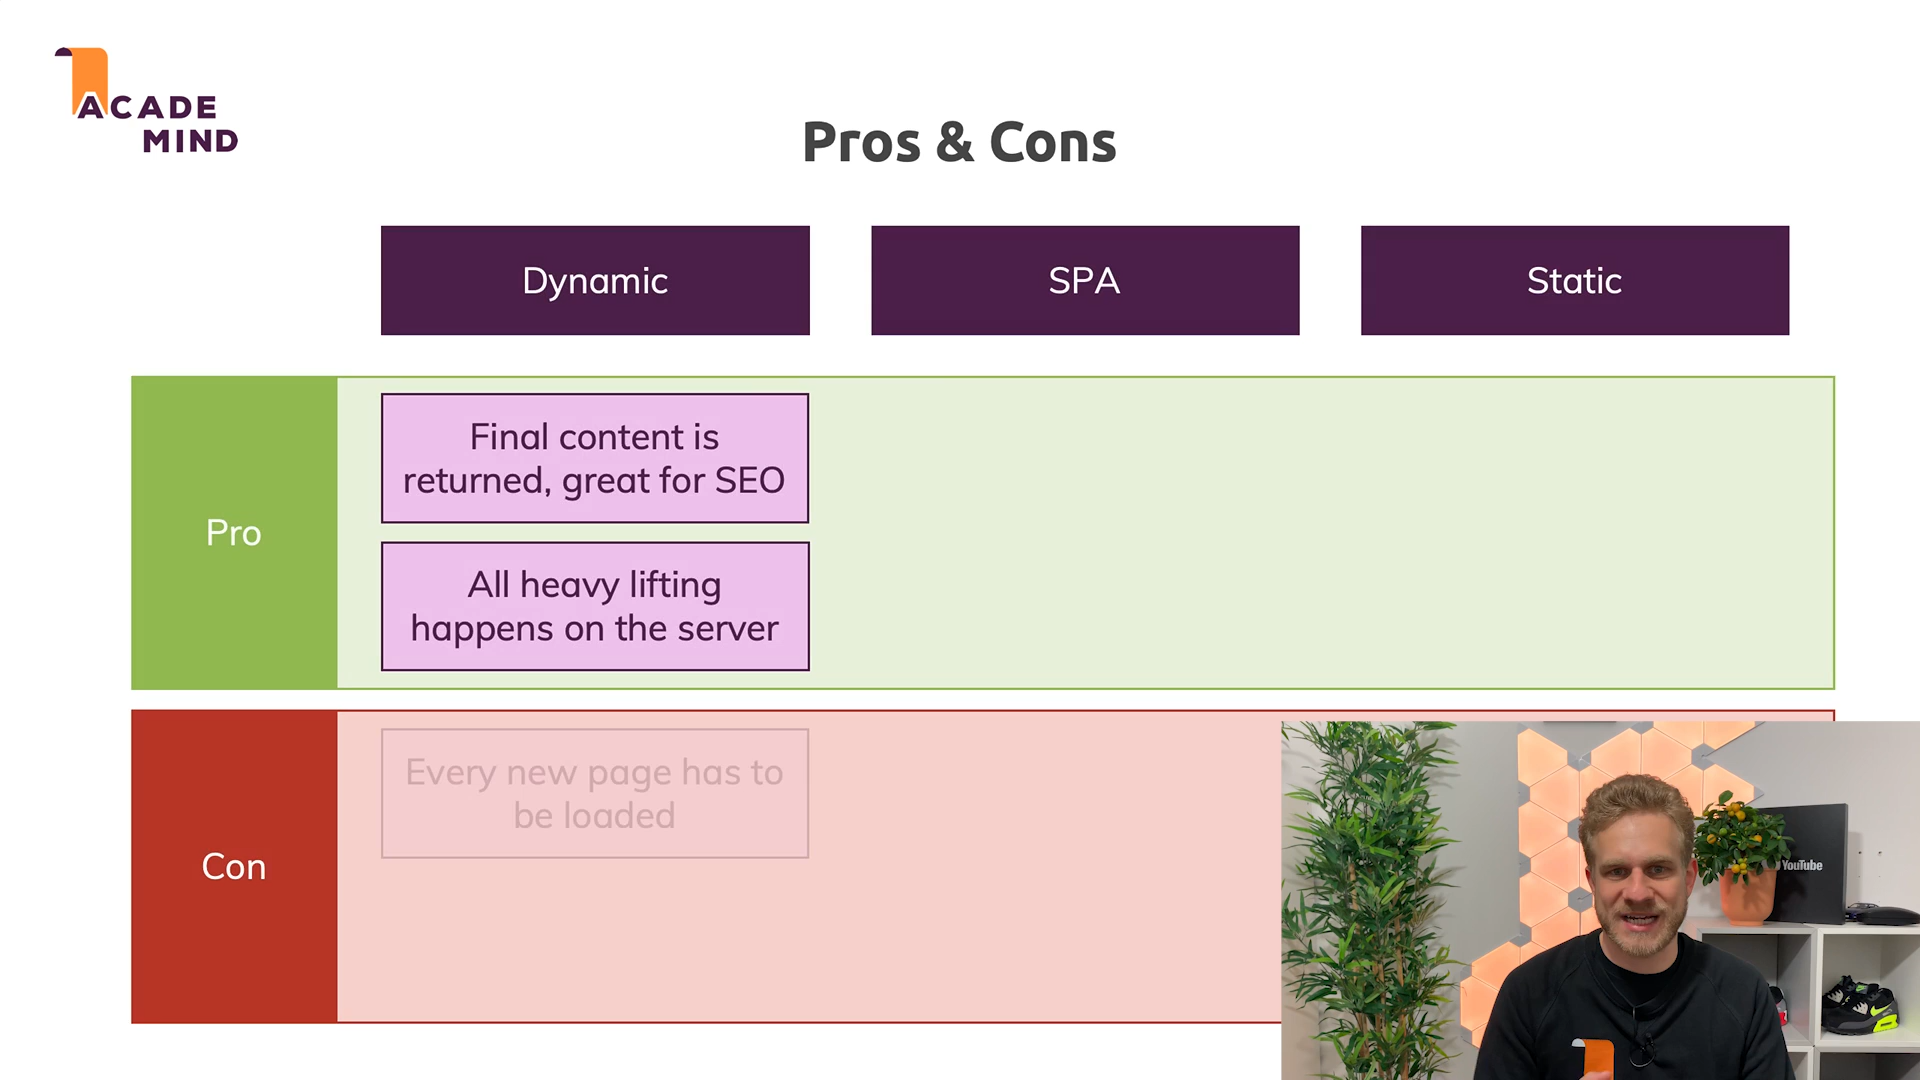 ACADE
MIND
Pros & Cons
Dynamic
SPA
Static
Pro
Final content is
returned, great for SEO
All heavy lifting
happens on the server
Con
Every new page has to
be loaded
YouTube